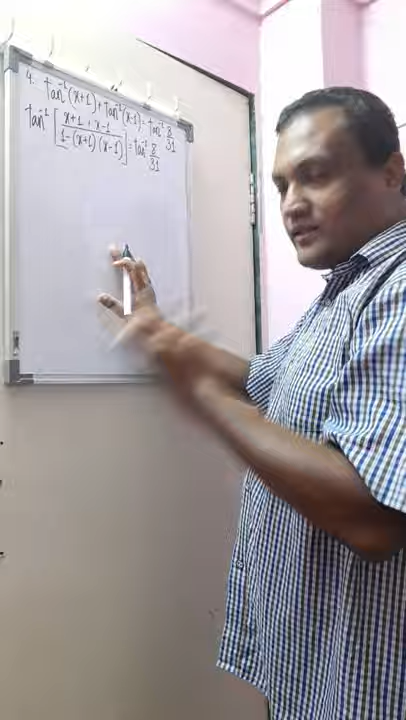 4. tan⁻¹(x+1) + tan⁻¹(x-1) = tan⁻¹ 8/31
tan⁻¹ [ x+1 + x-1 / 1-(x+1)(x-1) ] = tan⁻¹ 8/31